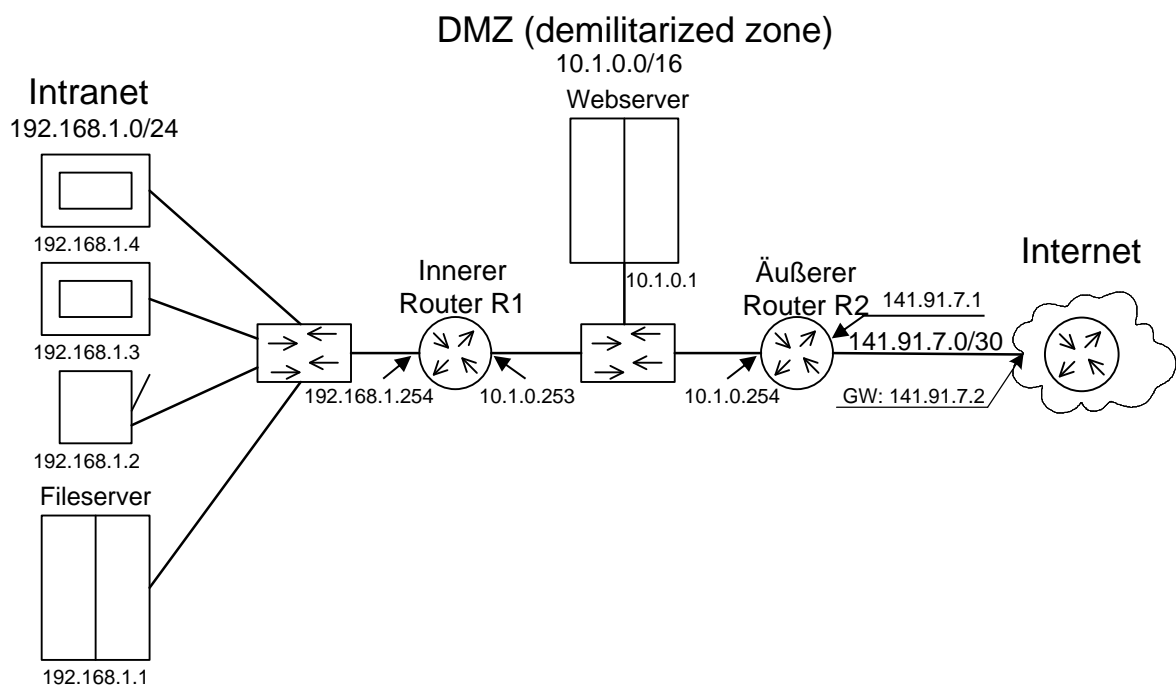 DMZ (demilitarized zone)
10.1.0.0/16
Webserver
Intranet
192.168.1.0/24
192.168.1.4
192.168.1.3
192.168.1.2
Fileserver
192.168.1.1
Innerer
Router R1
192.168.1.254
10.1.0.253
10.1.0.1
Äußerer
Router R2
10.1.0.254
141.91.7.1
141.91.7.0/30
GW: 141.91.7.2
Internet